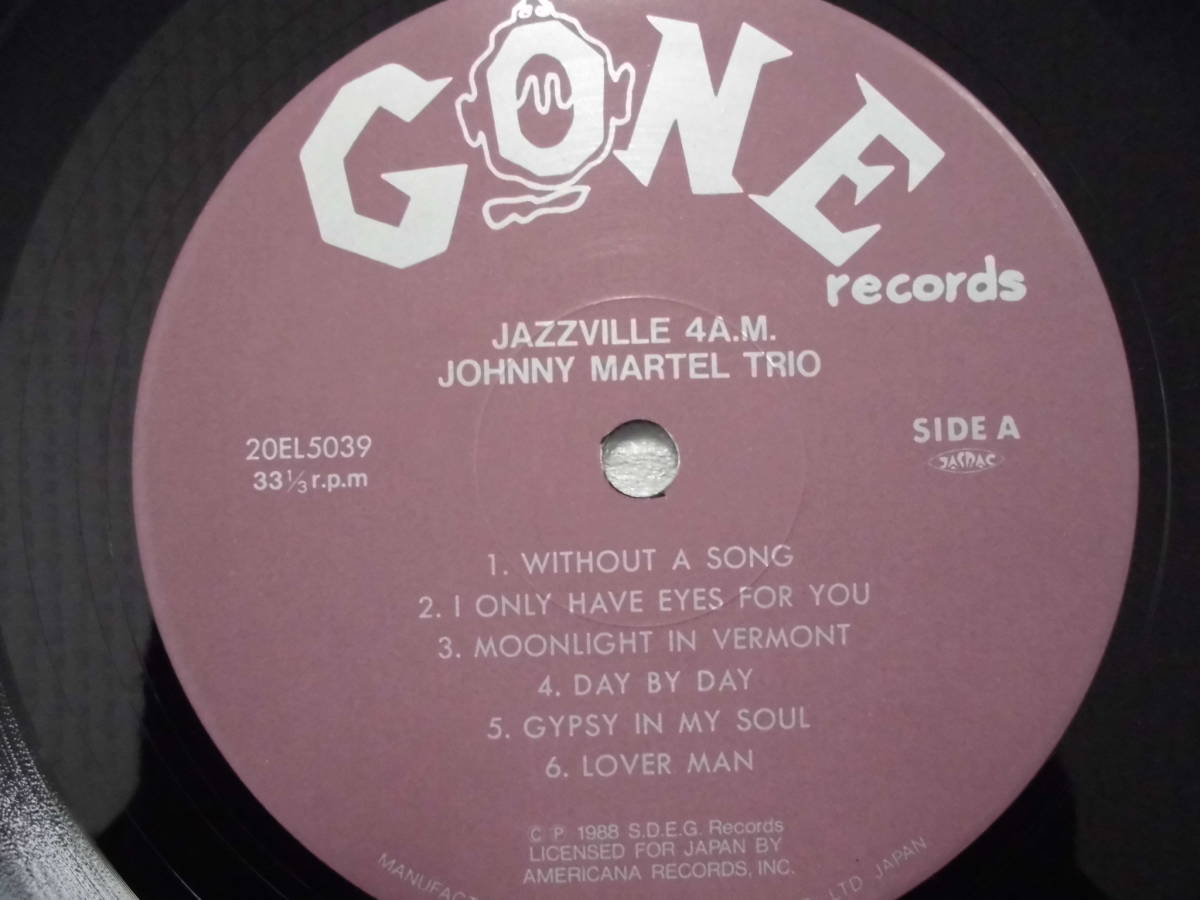 GONE
records
JAZZVILLE 4A.M.
JOHNNY MARTEL TRIO
20EL5039
33 1/3 r.p.m
SIDE A
JASRAC
1. WITHOUT A SONG
2. I ONLY HAVE EYES FOR YOU
3. MOONLIGHT IN VERMONT
4. DAY BY DAY
5. GYPSY IN MY SOUL
6. LOVER MAN
Ⓒ Ⓟ 1988 S.D.E.G. Records
LICENSED FOR JAPAN BY
AMERICANA RECORDS, INC.
LTD JAPAN